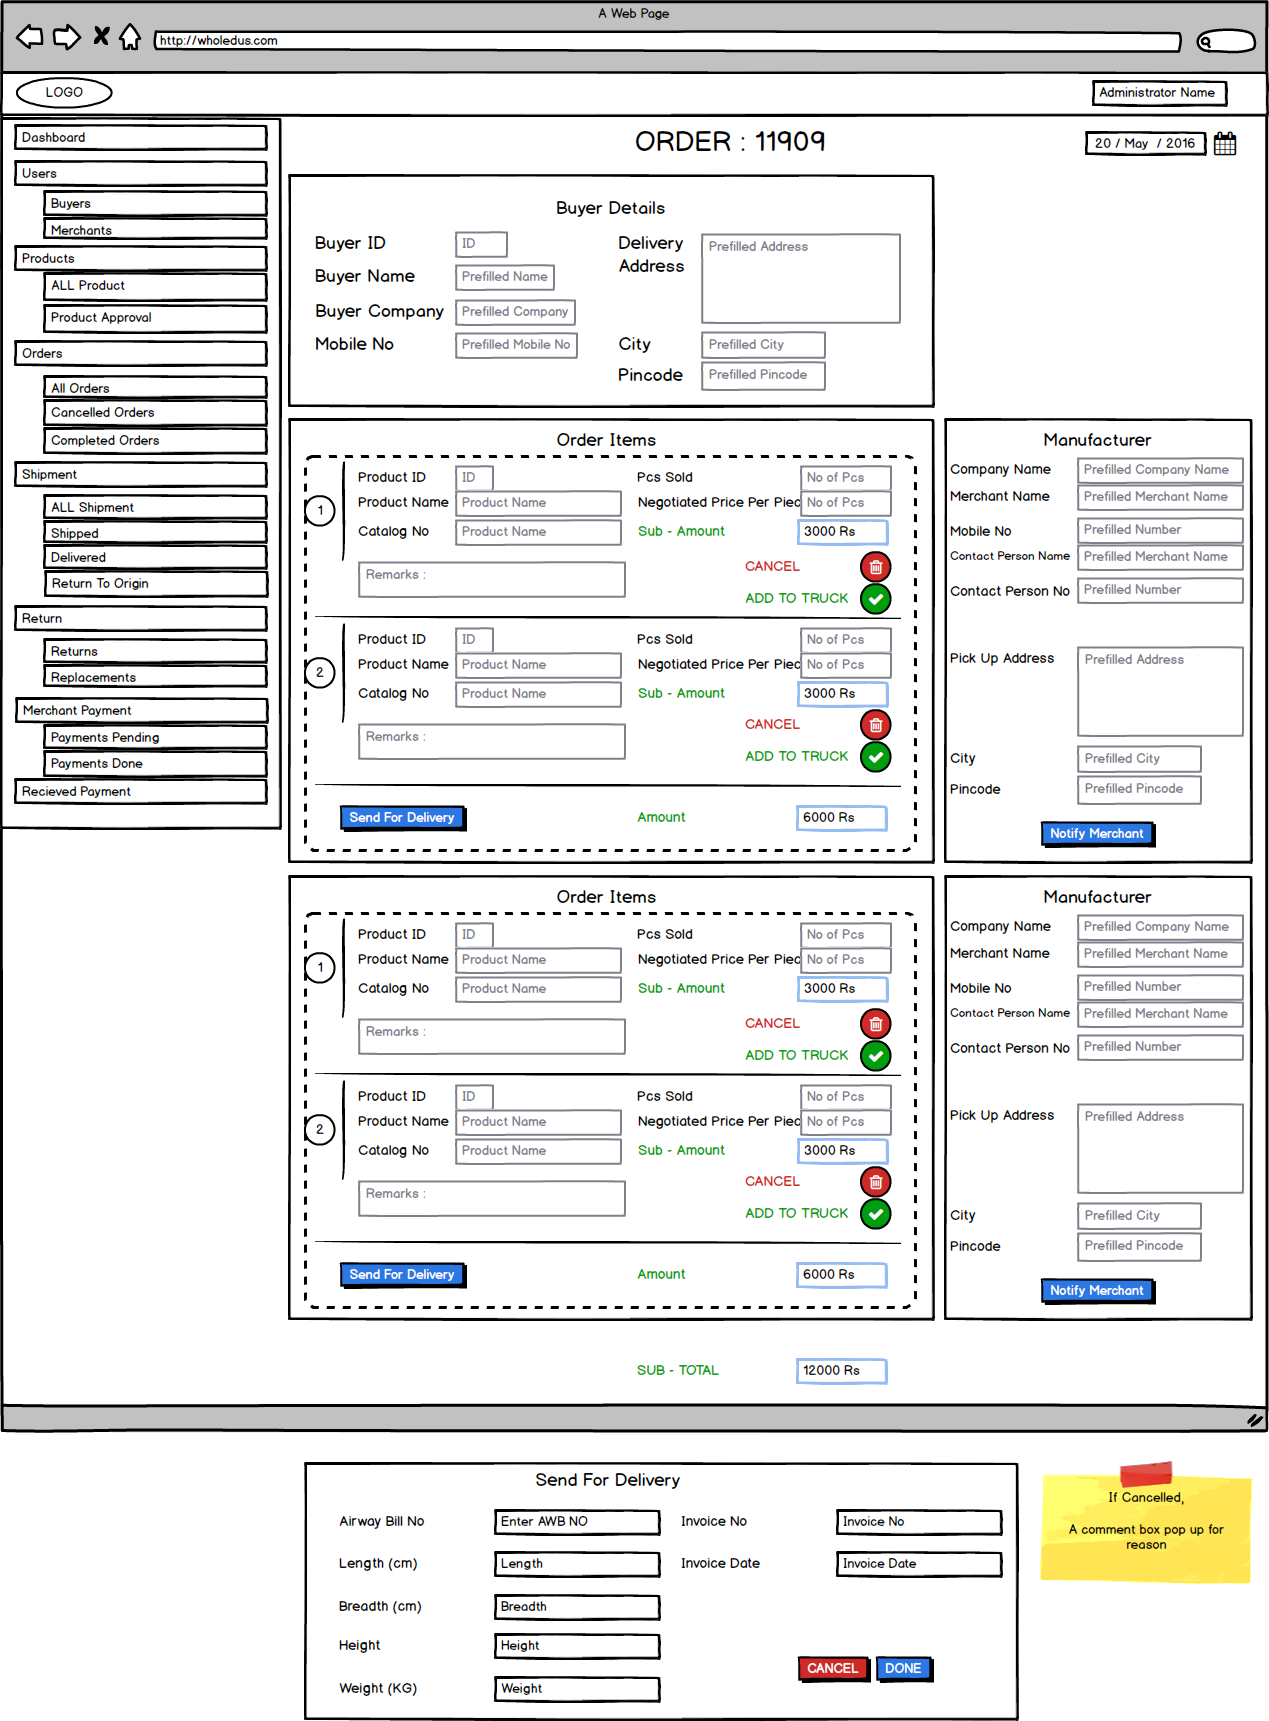 A Web Page
http://wholedus.com
LOGO
Administrator Name
Dashboard
Users
Buyers
Merchants
Products
ALL Product
Product Approval
Orders
All Orders
Cancelled Orders
Completed Orders
Shipment
ALL Shipment
Shipped
Delivered
Return To Origin
Return
Returns
Replacements
Merchant Payment
Payments Pending
Payments Done
Recieved Payment
ORDER : 11909
20 / May / 2016
Buyer Details
Buyer ID
ID
Buyer Name
Prefilled Name
Buyer Company
Prefilled Company
Mobile No
Prefilled Mobile No
Delivery
Address
Prefilled Address
City
Prefilled City
Pincode
Prefilled Pincode
Order Items
1
Product ID
ID
Pcs Sold
No of Pcs
Product Name
Product Name
Negotiated Price Per Piec
No of Pcs
Catalog No
Product Name
Sub - Amount
3000 Rs
Remarks :
CANCEL
ADD TO TRUCK
2
Product ID
ID
Pcs Sold
No of Pcs
Product Name
Product Name
Negotiated Price Per Piec
No of Pcs
Catalog No
Product Name
Sub - Amount
3000 Rs
Remarks :
CANCEL
ADD TO TRUCK
Send For Delivery
Amount
6000 Rs
Manufacturer
Company Name
Prefilled Company Name
Merchant Name
Prefilled Merchant Name
Mobile No
Prefilled Number
Contact Person Name
Prefilled Merchant Name
Contact Person No
Prefilled Number
Pick Up Address
Prefilled Address
City
Prefilled City
Pincode
Prefilled Pincode
Notify Merchant
Order Items
1
Product ID
ID
Pcs Sold
No of Pcs
Product Name
Product Name
Negotiated Price Per Piec
No of Pcs
Catalog No
Product Name
Sub - Amount
3000 Rs
Remarks :
CANCEL
ADD TO TRUCK
2
Product ID
ID
Pcs Sold
No of Pcs
Product Name
Product Name
Negotiated Price Per Piec
No of Pcs
Catalog No
Product Name
Sub - Amount
3000 Rs
Remarks :
CANCEL
ADD TO TRUCK
Send For Delivery
Amount
6000 Rs
Manufacturer
Company Name
Prefilled Company Name
Merchant Name
Prefilled Merchant Name
Mobile No
Prefilled Number
Contact Person Name
Prefilled Merchant Name
Contact Person No
Prefilled Number
Pick Up Address
Prefilled Address
City
Prefilled City
Pincode
Prefilled Pincode
Notify Merchant
SUB - TOTAL
12000 Rs
Send For Delivery
Airway Bill No
Enter AWB NO
Invoice No
Invoice No
Length (cm)
Length
Invoice Date
Invoice Date
Breadth (cm)
Breadth
Height
Height
Weight (KG)
Weight
CANCEL
DONE
If Cancelled,
A comment box pop up for
reason